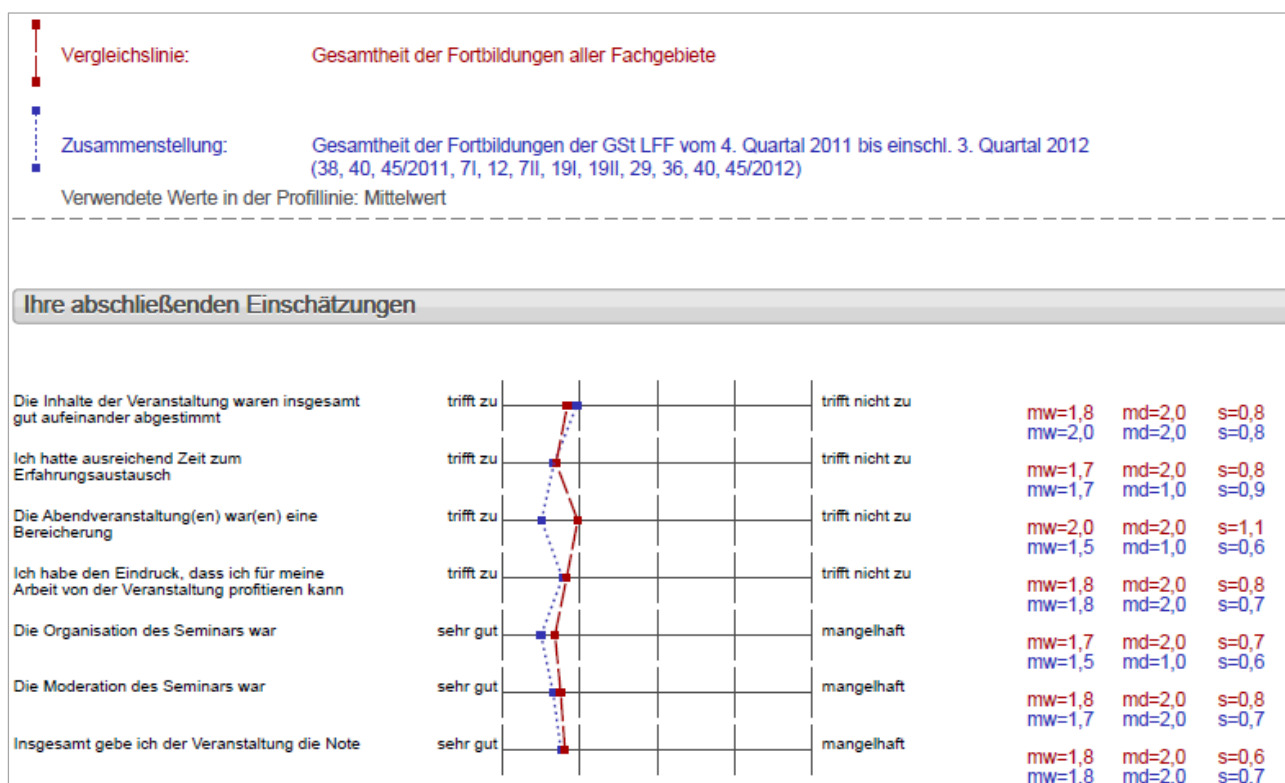 Vergleichslinie: Gesamtheit der Fortbildungen aller Fachgebiete
Zusammenstellung: Gesamtheit der Fortbildungen der GSt LFF vom 4. Quartal 2011 bis einschl. 3. Quartal 2012
(38, 40, 45/2011, 7I, 12, 7II, 19I, 19II, 29, 36, 40, 45/2012)
Verwendete Werte in der Profillinie: Mittelwert
Ihre abschließenden Einschätzungen
Die Inhalte der Veranstaltung waren insgesamt
gut aufeinander abgestimmt
trifft zu
trifft nicht zu
mw=1,8 md=2,0 s=0,8
mw=2,0 md=2,0 s=0,8
Ich hatte ausreichend Zeit zum
Erfahrungsaustausch
trifft zu
trifft nicht zu
mw=1,7 md=2,0 s=0,8
mw=1,7 md=1,0 s=0,9
Die Abendveranstaltung(en) war(en) eine
Bereicherung
trifft zu
trifft nicht zu
mw=2,0 md=2,0 s=1,1
mw=1,5 md=1,0 s=0,6
Ich habe den Eindruck, dass ich für meine
Arbeit von der Veranstaltung profitieren kann
trifft zu
trifft nicht zu
mw=1,8 md=2,0 s=0,8
mw=1,8 md=2,0 s=0,7
Die Organisation des Seminars war
sehr gut
mangelhaft
mw=1,7 md=2,0 s=0,7
mw=1,5 md=1,0 s=0,6
Die Moderation des Seminars war
sehr gut
mangelhaft
mw=1,8 md=2,0 s=0,8
mw=1,7 md=2,0 s=0,7
Insgesamt gebe ich der Veranstaltung die Note
sehr gut
mangelhaft
mw=1,8 md=2,0 s=0,6
mw=1,8 md=2,0 s=0,7